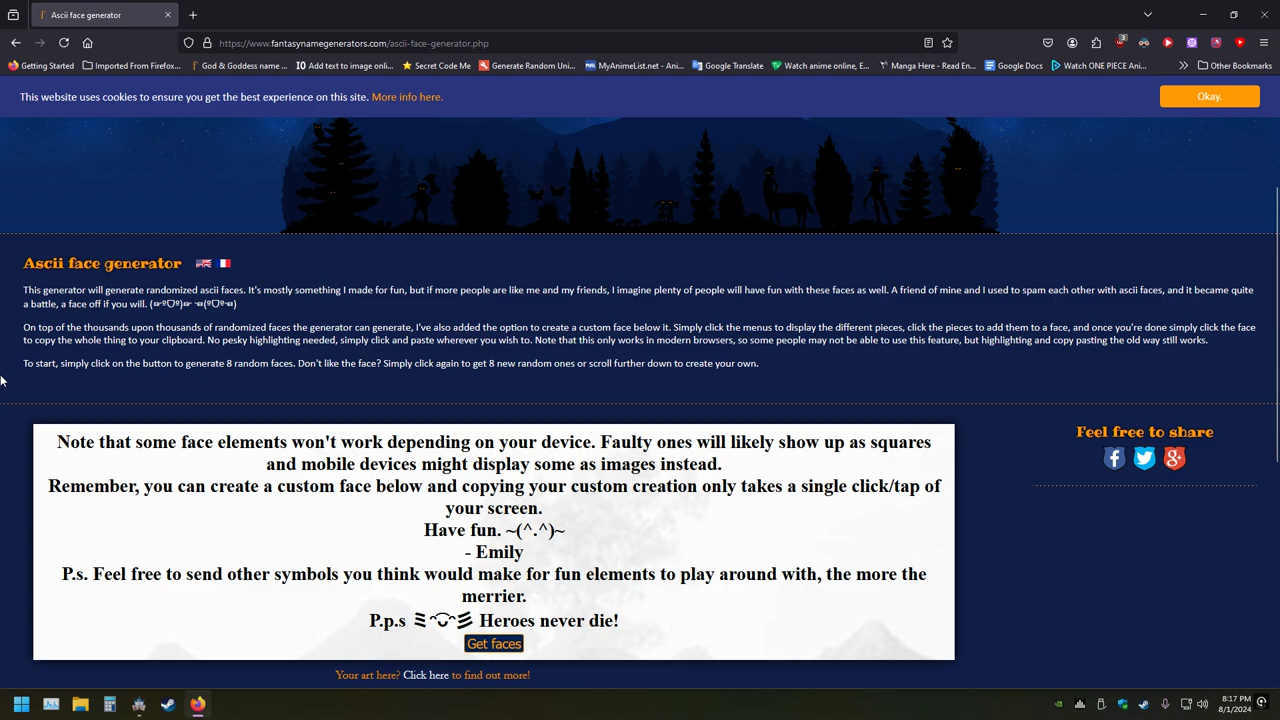 Ascii face generator
https://www.fantasynamegenerators.com/ascii-face-generator.php
3
Getting Started
Imported From Firefox...
God & Goddess name ...
IO Add text to image onli...
Secret Code Me
Generate Random Uni...
MyAnimeList.net - Ani...
Google Translate
Watch anime online, E...
Manga Here - Read En...
Google Docs
Watch ONE PIECE Ani...
Other Bookmarks
This website uses cookies to ensure you get the best experience on this site. More info here.
Okay.
Ascii face generator
This generator will generate randomized ascii faces. It's mostly something I made for fun, but if more people are like me and my friends, I imagine plenty of people will have fun with these faces as well. A friend of mine and I used to spam each other with ascii faces, and it became quite
a battle, a face off if you will. (☞ºᗜº)☞ ☜(ºᗜº☜)
On top of the thousands upon thousands of randomized faces the generator can generate, I've also added the option to create a custom face below it. Simply click the menus to display the different pieces, click the pieces to add them to a face, and once you're done simply click the face
to copy the whole thing to your clipboard. No pesky highlighting needed, simply click and paste wherever you wish to. Note that this only works in modern browsers, so some people may not be able to use this feature, but highlighting and copy pasting the old way still works.
To start, simply click on the button to generate 8 random faces. Don't like the face? Simply click again to get 8 new random ones or scroll further down to create your own.
Note that some face elements won't work depending on your device. Faulty ones will likely show up as squares
and mobile devices might display some as images instead.
Remember, you can create a custom face below and copying your custom creation only takes a single click/tap of
your screen.
Have fun. ~(^.^)~
- Emily
P.s. Feel free to send other symbols you think would make for fun elements to play around with, the more the
merrier.
P.p.s ミᵔᴗᵔ彡 Heroes never die!
Get faces
Feel free to share
Your art here? Click here to find out more!
8:17 PM
8/1/2024